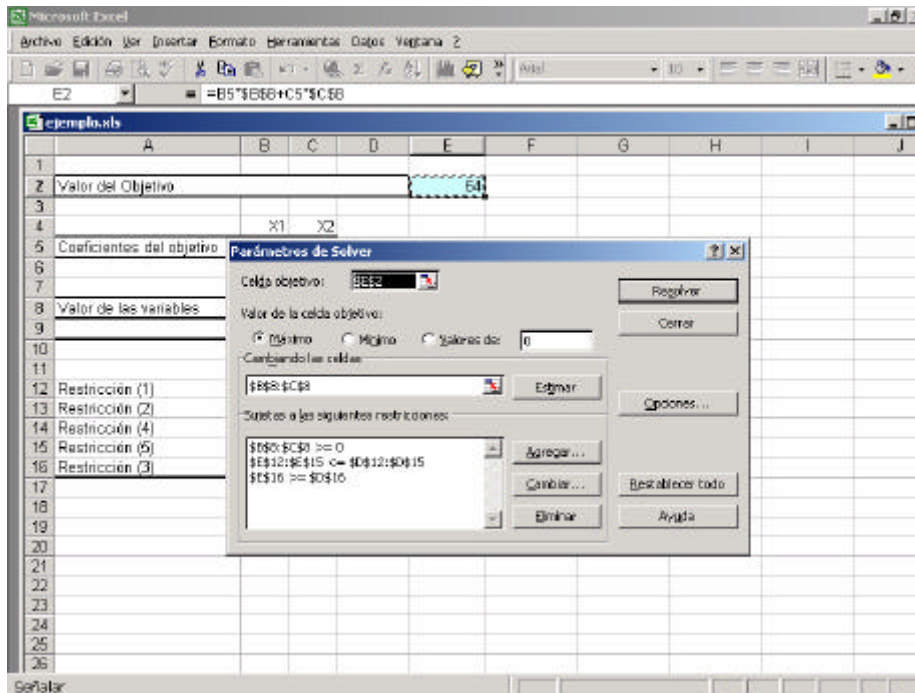 Microsoft Excel
Archivo Edición Ver Insertar Formato Herramientas Datos Ventana ?
Arial 10
E2 = =B5*$B$8+C5*$C$8
ejemplo.xls
A B C D E F G H I J
1
2 Valor del Objetivo 64
3
4 X1 X2
5 Coeficientes del objetivo
6
7
8 Valor de las variables
9
10
11
12 Restricción (1)
13 Restricción (2)
14 Restricción (4)
15 Restricción (5)
16 Restricción (3)
17
18
19
20
21
22
23
24
25
26
Parámetros de Solver
Celda objetivo: $E$2
Valor de la celda objetivo:
Máximo Mínimo Valores de: 0
Cambiando las celdas
$B$8:$C$8
Estimar
Sujetas a las siguientes restricciones:
$B$8:$C$8 >= 0
$E$12:$E$15 <= $D$12:$D$15
$E$16 >= $D$16
Agregar...
Cambiar...
Eliminar
Resolver
Cerrar
Opciones...
Restablecer todo
Ayuda
Señalar